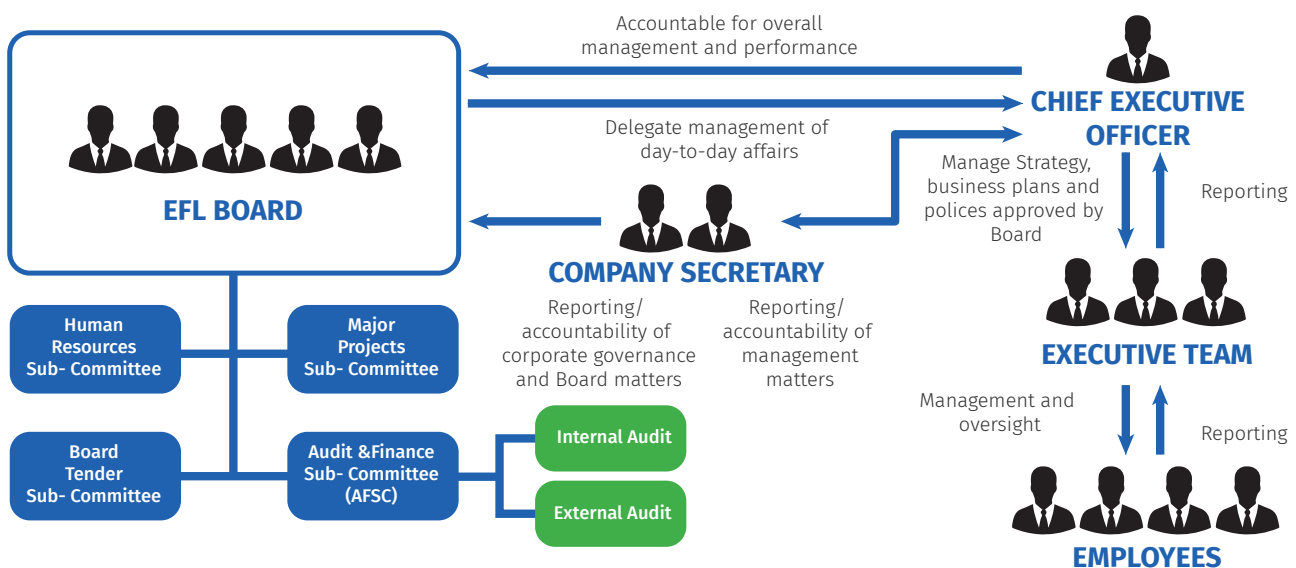 Accountable for overall
management and performance
CHIEF EXECUTIVE
OFFICER
Delegate management of
day-to-day affairs
EFL BOARD
Manage Strategy,
business plans and
polices approved by
Board
Reporting
COMPANY SECRETARY
Reporting/
accountability of
corporate governance
and Board matters
Reporting/
accountability of
management
matters
Human
Resources
Sub- Committee
Major
Projects
Sub- Committee
EXECUTIVE TEAM
Management and
oversight
Reporting
Board
Tender
Sub- Committee
Audit &Finance
Sub- Committee
(AFSC)
Internal Audit
External Audit
EMPLOYEES